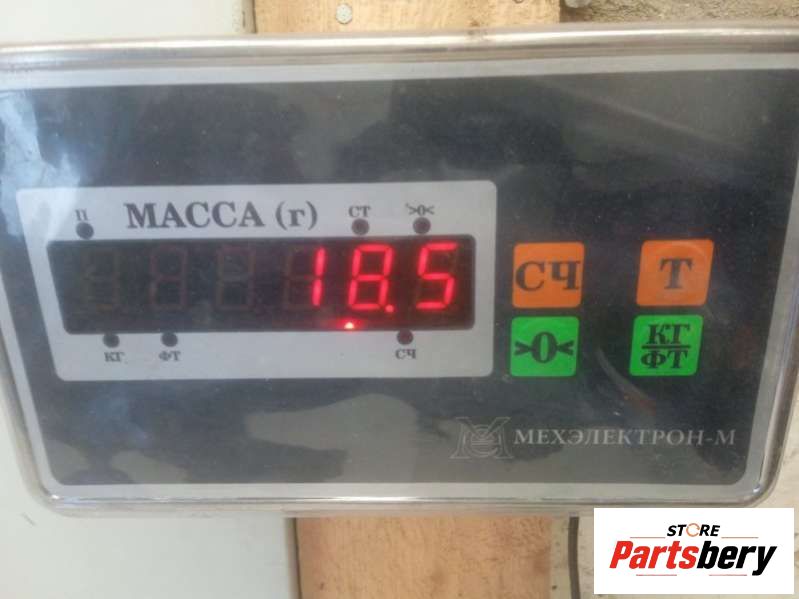 П МАССА (г) СТ >0<
18.5
КГ ФТ СЧ
СЧ Т
>0< КГ
ФТ
МЕХЭЛЕКТРОН-М
STORE
Partsbery